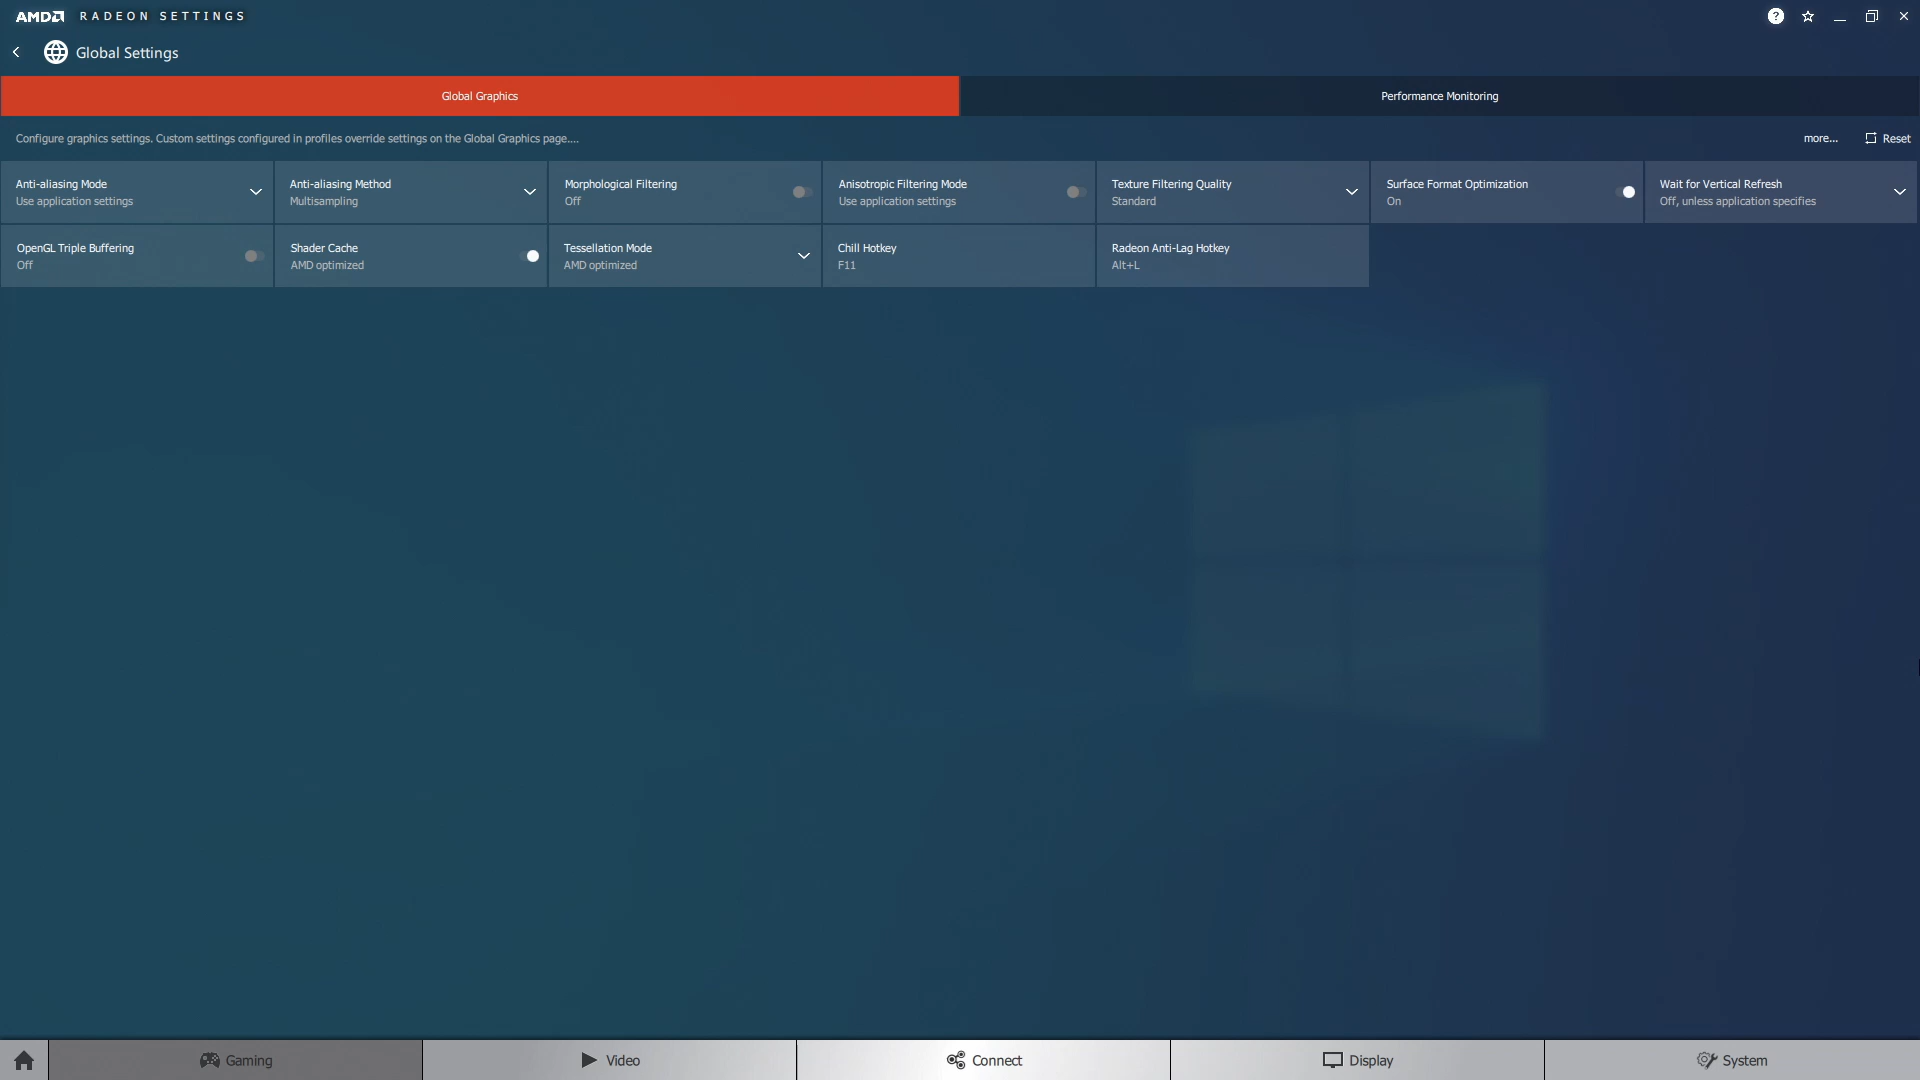 AMD RADEON SETTINGS
?
Global Settings
Global Graphics
Performance Monitoring
Configure graphics settings. Custom settings configured in profiles override settings on the Global Graphics page....
more...
Reset
Anti-aliasing Mode
Use application settings
Anti-aliasing Method
Multisampling
Morphological Filtering
Off
Anisotropic Filtering Mode
Use application settings
Texture Filtering Quality
Standard
Surface Format Optimization
On
Wait for Vertical Refresh
Off, unless application specifies
OpenGL Triple Buffering
Off
Shader Cache
AMD optimized
Tessellation Mode
AMD optimized
Chill Hotkey
F11
Radeon Anti-Lag Hotkey
Alt+L
Gaming
Video
Connect
Display
System